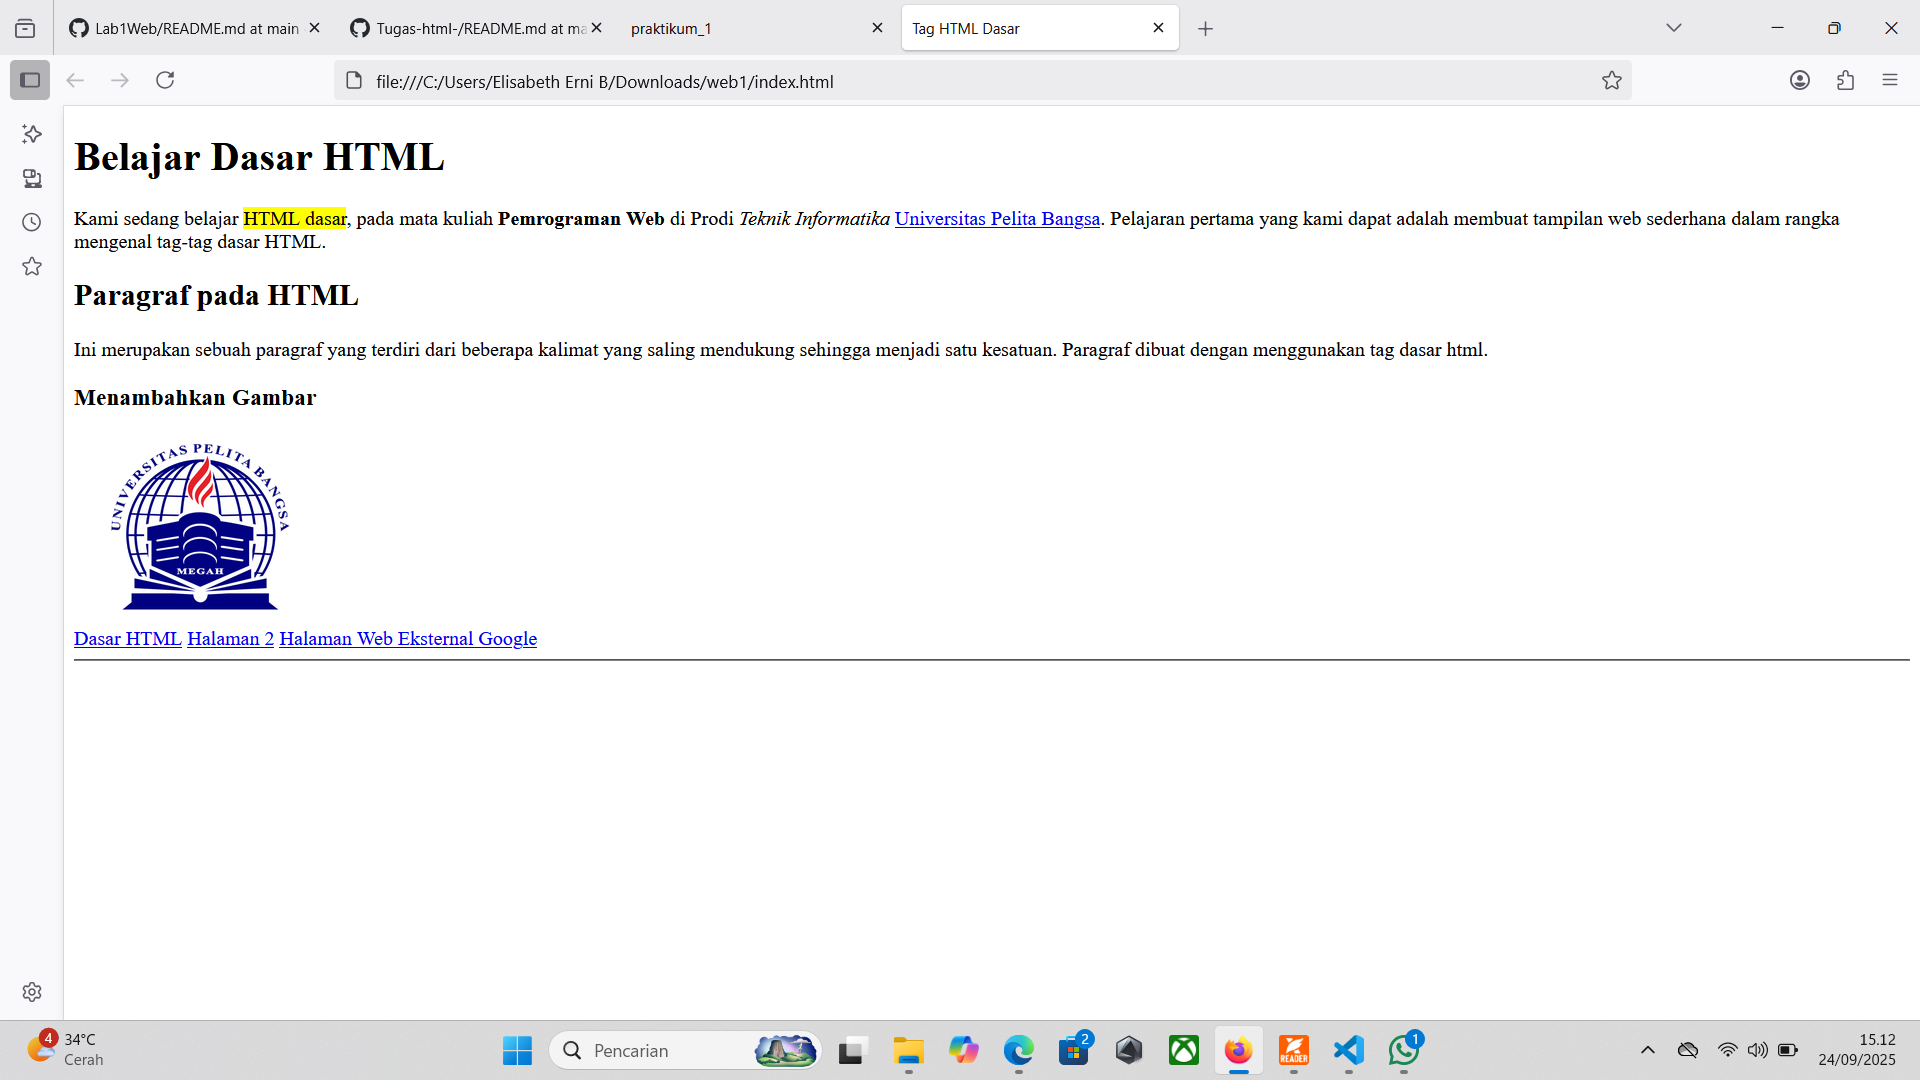 Lab1Web/README.md at main
Tugas-html-/README.md at ma
praktikum_1
Tag HTML Dasar
file:///C:/Users/Elisabeth Erni B/Downloads/web1/index.html
Belajar Dasar HTML
Kami sedang belajar HTML dasar, pada mata kuliah Pemrograman Web di Prodi Teknik Informatika Universitas Pelita Bangsa. Pelajaran pertama yang kami dapat adalah membuat tampilan web sederhana dalam rangka
mengenal tag-tag dasar HTML.
Paragraf pada HTML
Ini merupakan sebuah paragraf yang terdiri dari beberapa kalimat yang saling mendukung sehingga menjadi satu kesatuan. Paragraf dibuat dengan menggunakan tag dasar html.
Menambahkan Gambar
UNIVERSITAS PELITA BANGSA
MEGAH
Dasar HTML Halaman 2 Halaman Web Eksternal Google
4
34°C
Cerah
Pencarian
2
READER
1
15.12
24/09/2025